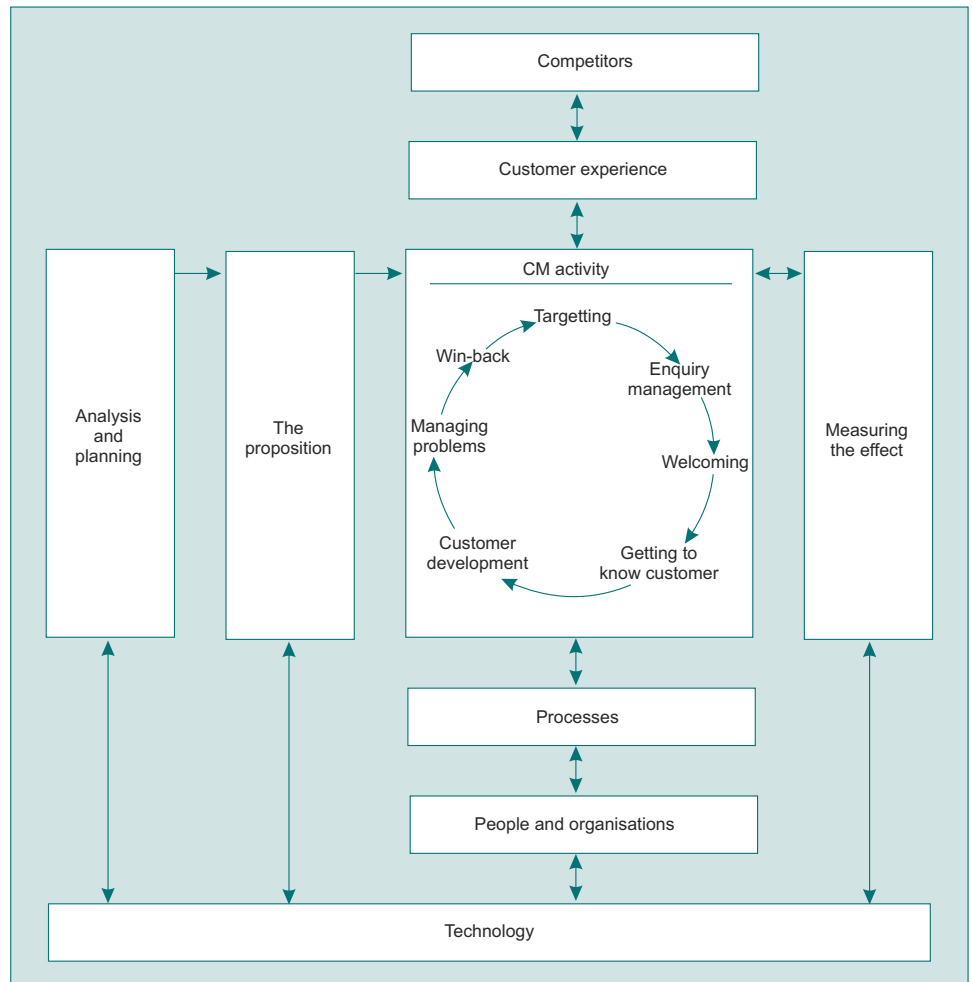 Competitors
Customer experience
CM activity
Targetting
Win-back
Enquiry
management
Managing
problems
Welcoming
Customer
development
Getting to
know customer
Analysis
and
planning
The
proposition
Measuring
the effect
Processes
People and organisations
Technology